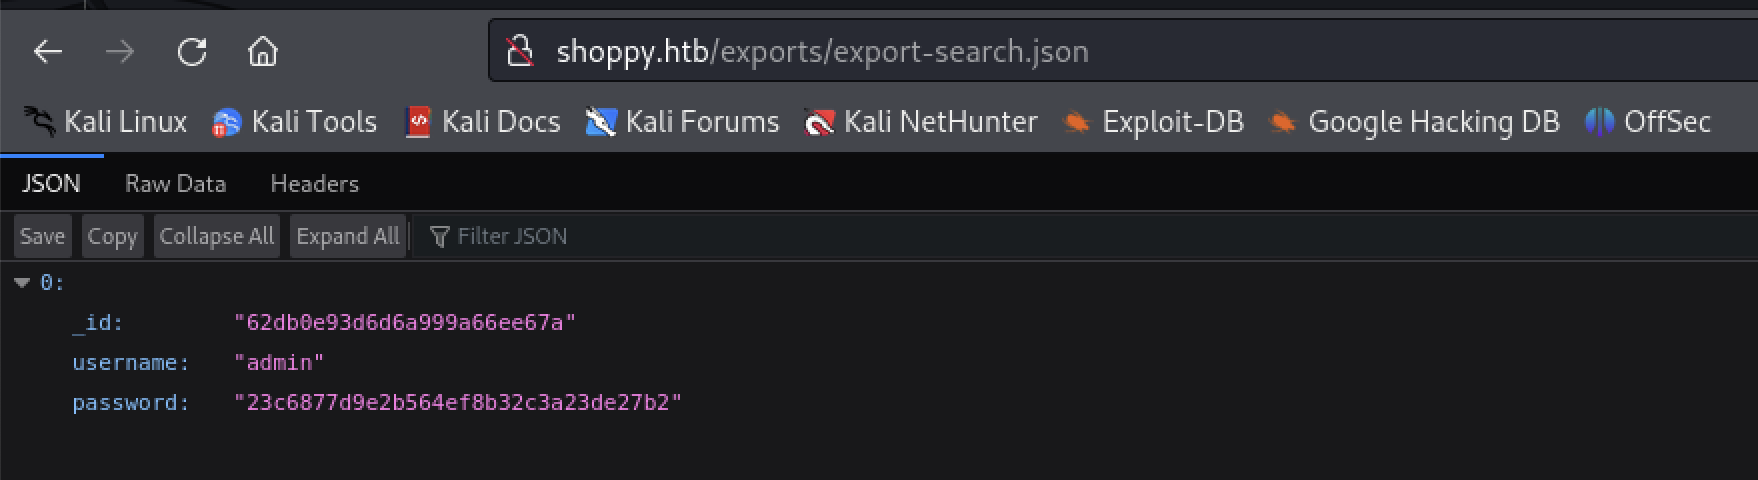 shoppy.htb/exports/export-search.json
Kali Linux Kali Tools Kali Docs Kali Forums Kali NetHunter Exploit-DB Google Hacking DB OffSec
JSON Raw Data Headers
Save Copy Collapse All Expand All Filter JSON
0:
_id: "62db0e93d6d6a999a66ee67a"
username: "admin"
password: "23c6877d9e2b564ef8b32c3a23de27b2"